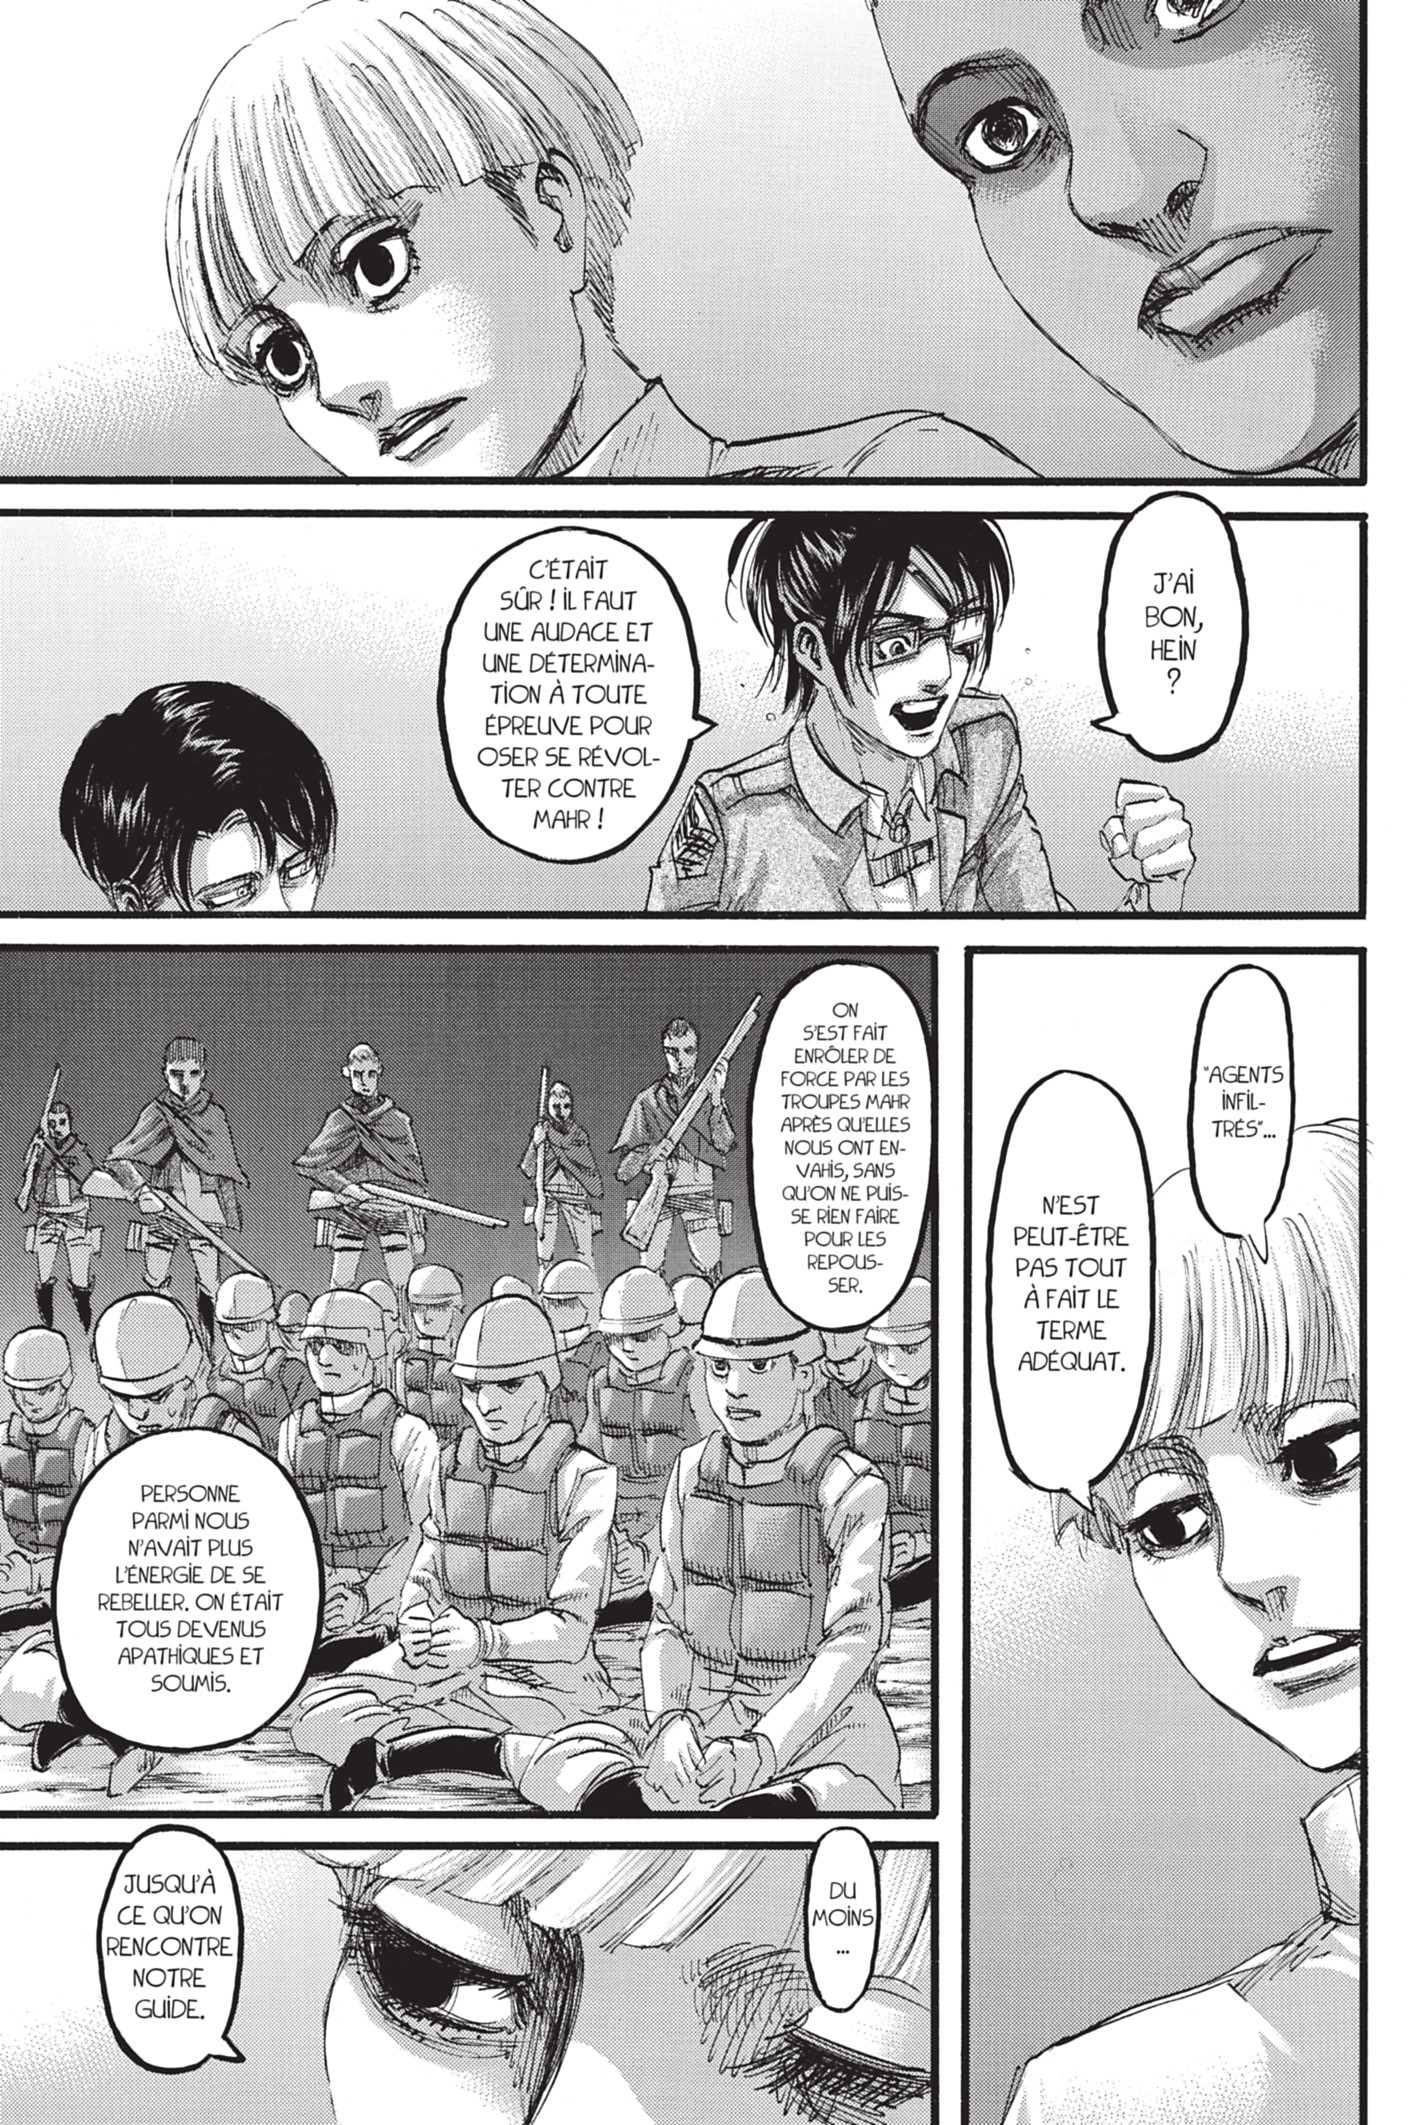 J'AI
BON,
HEIN
?
C'ÉTAIT
SÛR ! IL FAUT
UNE AUDACE ET
UNE DÉTERMINA-
TION À TOUTE
ÉPREUVE POUR
OSER SE RÉVOL-
TER CONTRE
MAHR !
"AGENTS
INFIL-
TRÉS"...
N'EST
PEUT-ÊTRE
PAS TOUT
À FAIT LE
TERME
ADÉQUAT.
ON
S'EST FAIT
ENRÔLER DE
FORCE PAR LES
TROUPES MAHR
APRÈS QU'ELLES
NOUS ONT EN-
VAHIS, SANS
QU'ON NE PUIS-
SE RIEN FAIRE
POUR LES
REPOUS-
SER.
PERSONNE
PARMI NOUS
N'AVAIT PLUS
L'ÉNERGIE DE SE
REBELLER. ON ÉTAIT
TOUS DEVENUS
APATHIQUES ET
SOUMIS.
DU
MOINS
...
JUSQU'À
CE QU'ON
RENCONTRE
NOTRE
GUIDE.